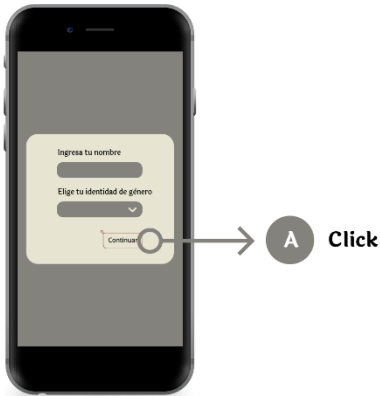 Ingresa tu nombre
Elige tu identidad de género
Continuar
A Click